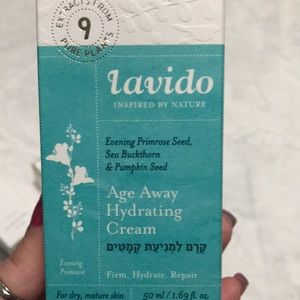 EXTRACTS FROM
9
PURE PLANTS
lavido
INSPIRED BY NATURE
Evening Primrose Seed,
Sea Buckthorn
& Pumpkin Seed
Age Away
Hydrating
Cream
קרם למניעת קמטים
Firm, Hydrate, Repair
Evening
Primrose
For dry, mature skin
50 ml / 1.69 fl. oz.